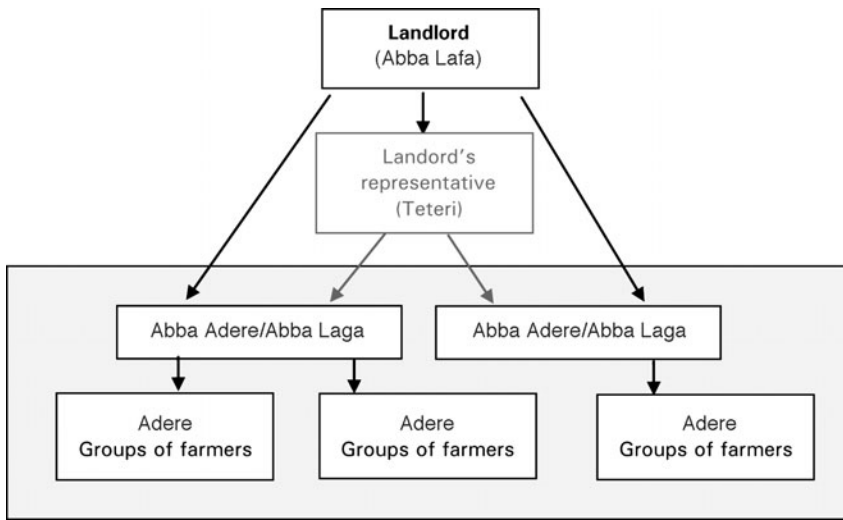 Landlord
(Abba Lafa)
Landord's
representative
(Teteri)
Abba Adere/Abba Laga
Abba Adere/Abba Laga
Adere
Groups of farmers
Adere
Groups of farmers
Adere
Groups of farmers